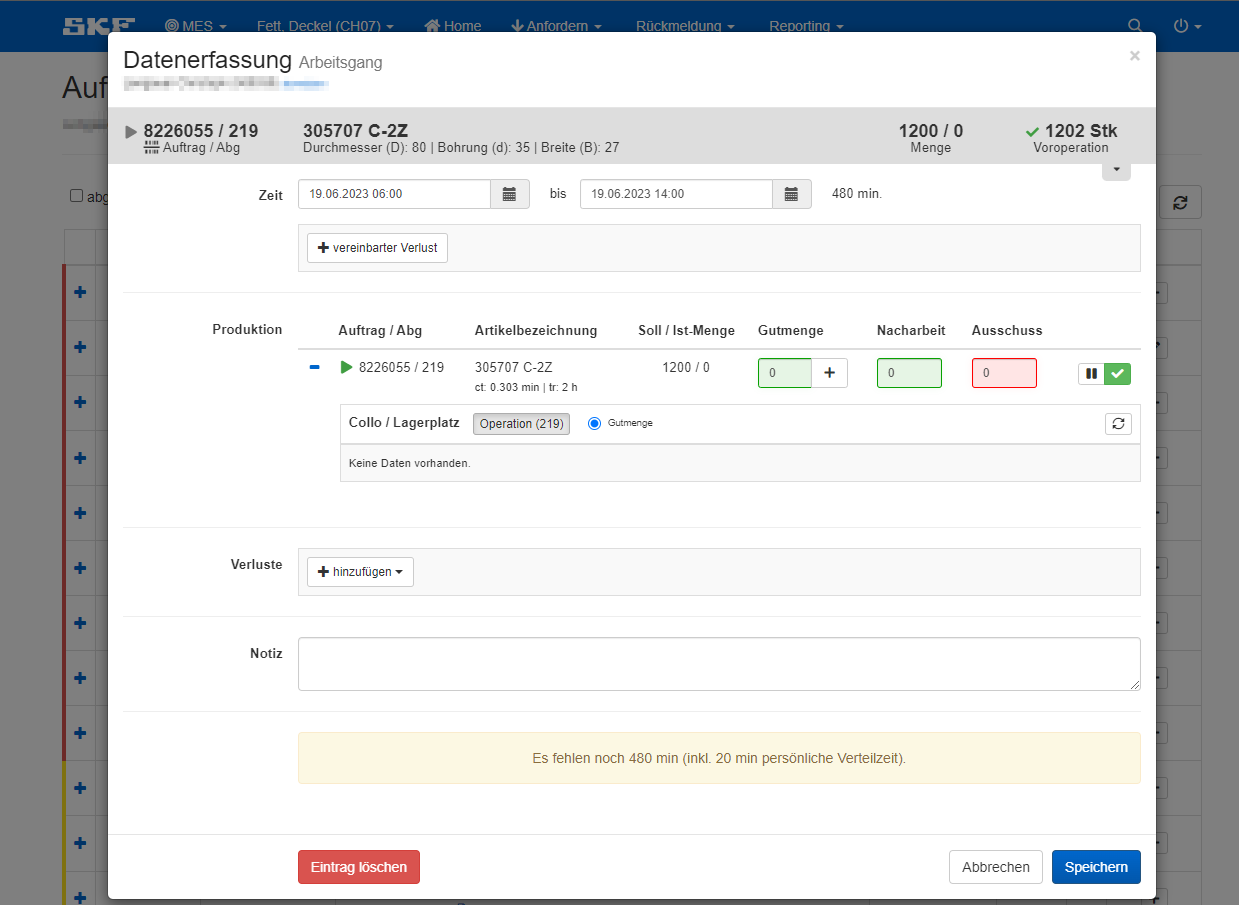 SKF MES Fett, Deckel (CH07) Home Anfordern Rückmeldung Reporting
Auf
Datenerfassung Arbeitsgang ×
8226055 / 219 305707 C-2Z 1200 / 0 1202 Stk
Auftrag / Abg Durchmesser (D): 80 | Bohrung (d): 35 | Breite (B): 27 Menge Voroperation
abg
Zeit 19.06.2023 06:00 bis 19.06.2023 14:00 480 min.
vereinbarter Verlust
Produktion Auftrag / Abg Artikelbezeichnung Soll / Ist-Menge Gutmenge Nacharbeit Ausschuss
8226055 / 219 305707 C-2Z 1200 / 0 0 0 0
ct: 0.303 min | tr: 2 h
Collo / Lagerplatz Operation (219) Gutmenge
Keine Daten vorhanden.
Verluste hinzufügen
Notiz
Es fehlen noch 480 min (inkl. 20 min persönliche Verteilzeit).
Eintrag löschen Abbrechen Speichern